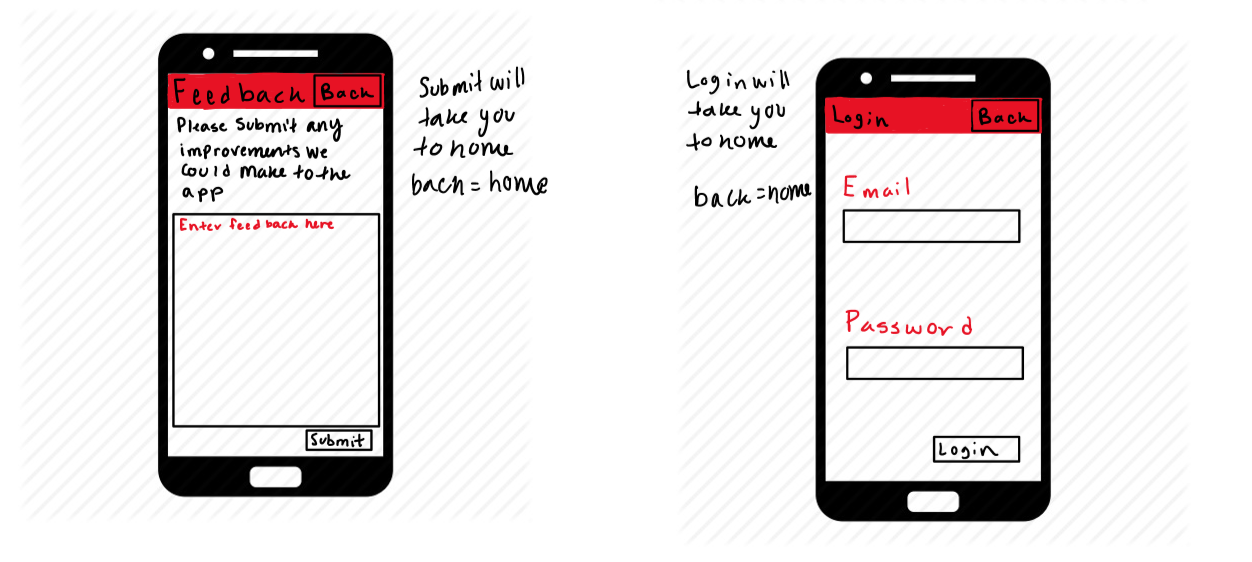 Feedback Back
Please Submit any
improvements we
could make to the
app
Enter feedback here
Submit
Submit will
take you
to home
back = home
Login will
take you
to home
back = home
Login Back
Email
Password
Login